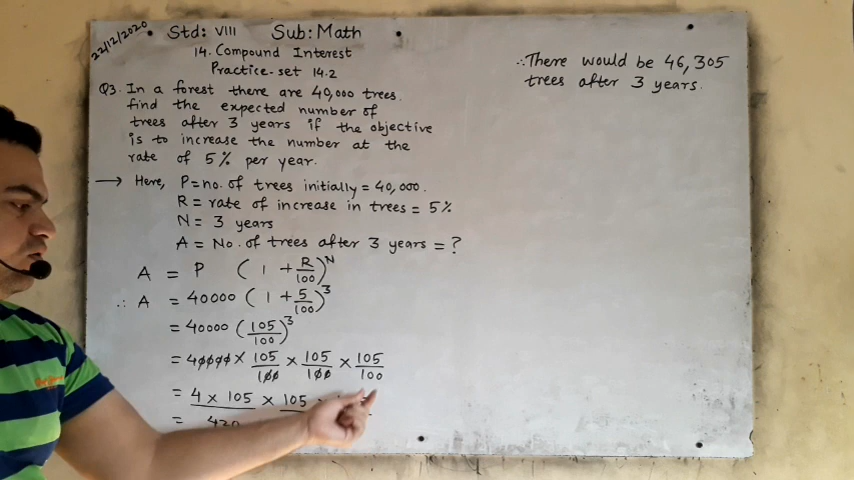 22/12/2020
Std: VIII Sub: Math
14. Compound Interest
Practice-set 14.2
Q3. In a forest there are 40,000 trees.
find the expected number of
trees after 3 years if the objective
is to increase the number at the
rate of 5% per year.
→ Here, P = no. of trees initially = 40,000.
R = rate of increase in trees = 5%
N = 3 years
A = No. of trees after 3 years = ?
A = P (1 + R/100)^N
∴ A = 40000 (1 + 5/100)^3
= 40000 (105/100)^3
= 40000 × 105/100 × 105/100 × 105/100
= 4 × 105 × 105
= 420
∴ There would be 46,305
trees after 3 years.